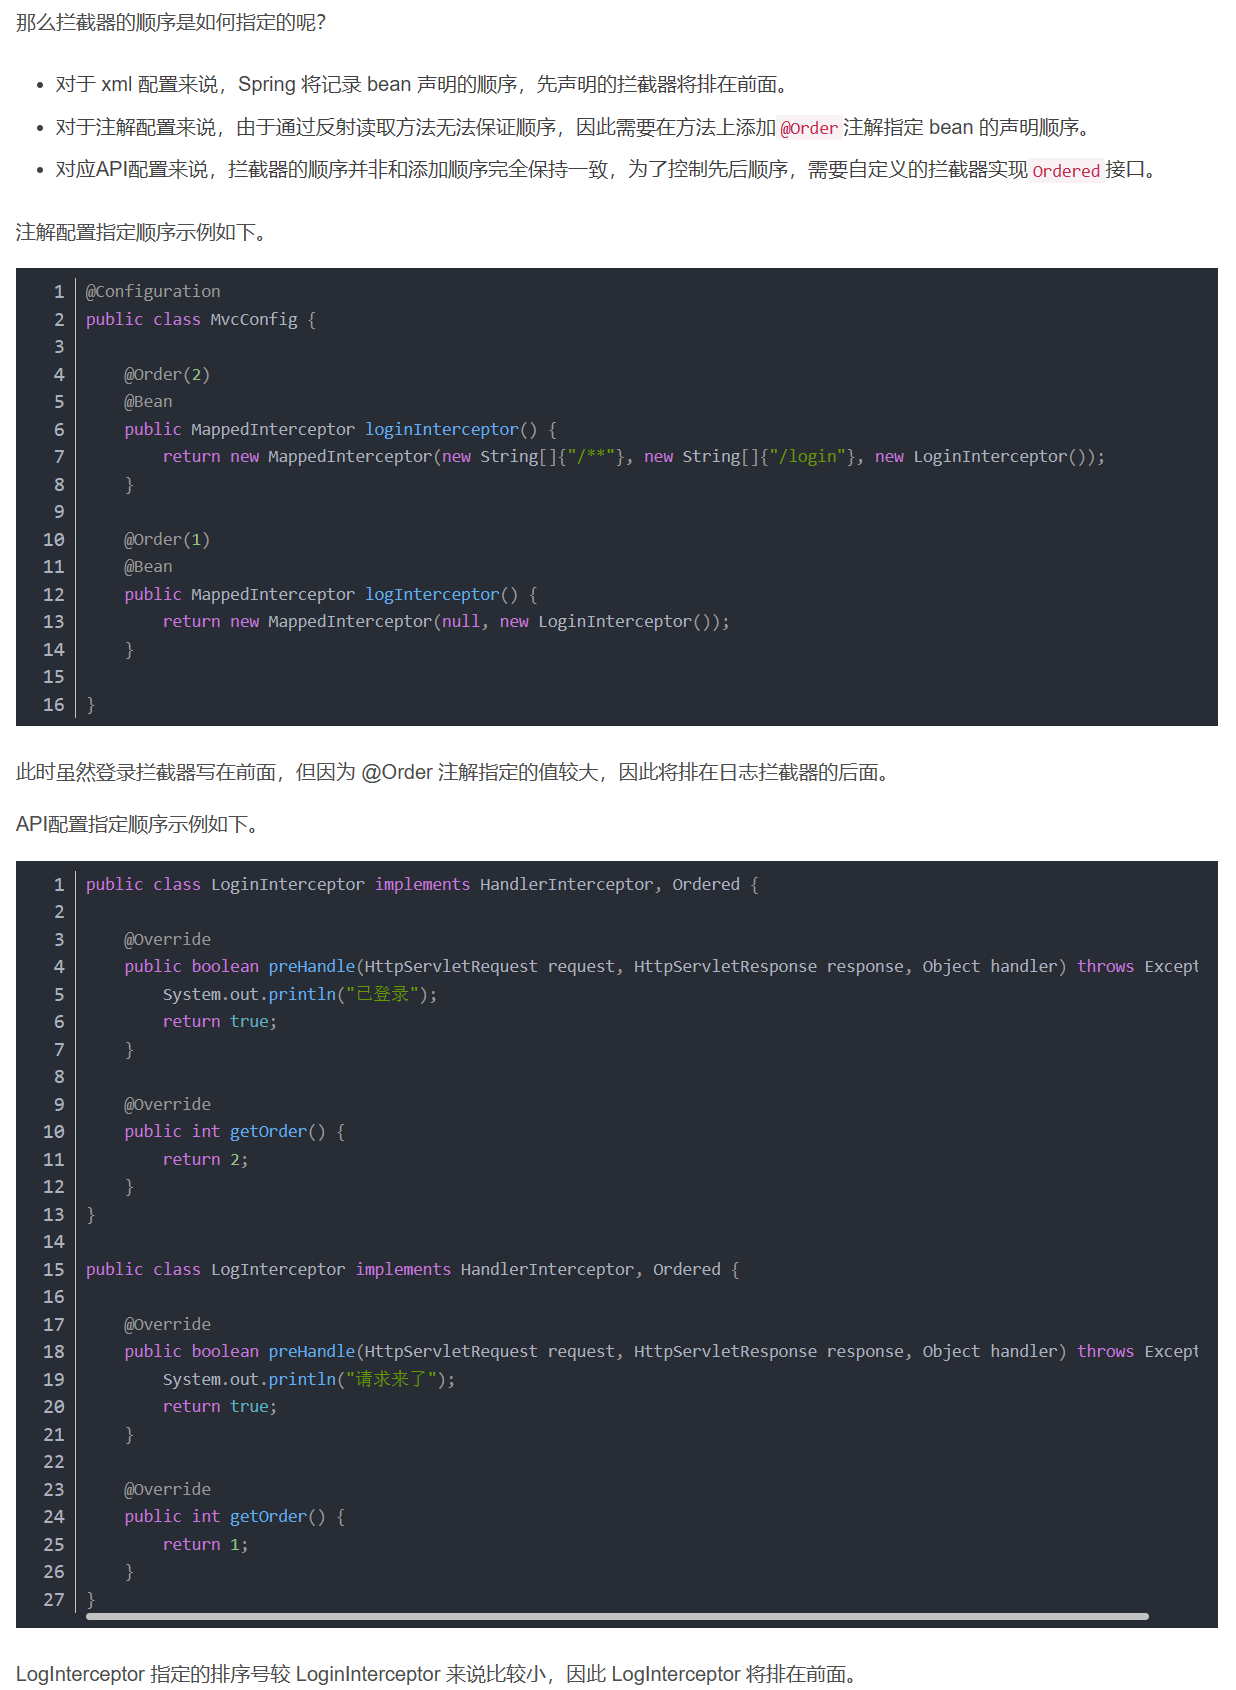 那么拦截器的顺序是如何指定的呢？
• 对于 xml 配置来说，Spring 将记录 bean 声明的顺序，先声明的拦截器将排在前面。
• 对于注解配置来说，由于通过反射读取方法无法保证顺序，因此需要在方法上添加 @Order 注解指定 bean 的声明顺序。
• 对应API配置来说，拦截器的顺序并非和添加顺序完全保持一致，为了控制先后顺序，需要自定义的拦截器实现 Ordered 接口。
注解配置指定顺序示例如下。
1 @Configuration
2 public class MvcConfig {
3
4     @Order(2)
5     @Bean
6     public MappedInterceptor loginInterceptor() {
7         return new MappedInterceptor(new String[]{"/**"}, new String[]{"/login"}, new LoginInterceptor());
8     }
9
10     @Order(1)
11     @Bean
12     public MappedInterceptor logInterceptor() {
13         return new MappedInterceptor(null, new LoginInterceptor());
14     }
15
16 }
此时虽然登录拦截器写在前面，但因为 @Order 注解指定的值较大，因此将排在日志拦截器的后面。
API配置指定顺序示例如下。
1 public class LoginInterceptor implements HandlerInterceptor, Ordered {
2
3     @Override
4     public boolean preHandle(HttpServletRequest request, HttpServletResponse response, Object handler) throws Except
5         System.out.println("已登录");
6         return true;
7     }
8
9     @Override
10     public int getOrder() {
11         return 2;
12     }
13 }
14
15 public class LogInterceptor implements HandlerInterceptor, Ordered {
16
17     @Override
18     public boolean preHandle(HttpServletRequest request, HttpServletResponse response, Object handler) throws Except
19         System.out.println("请求来了");
20         return true;
21     }
22
23     @Override
24     public int getOrder() {
25         return 1;
26     }
27 }
LogInterceptor 指定的排序号较 LoginInterceptor 来说比较小，因此 LogInterceptor 将排在前面。